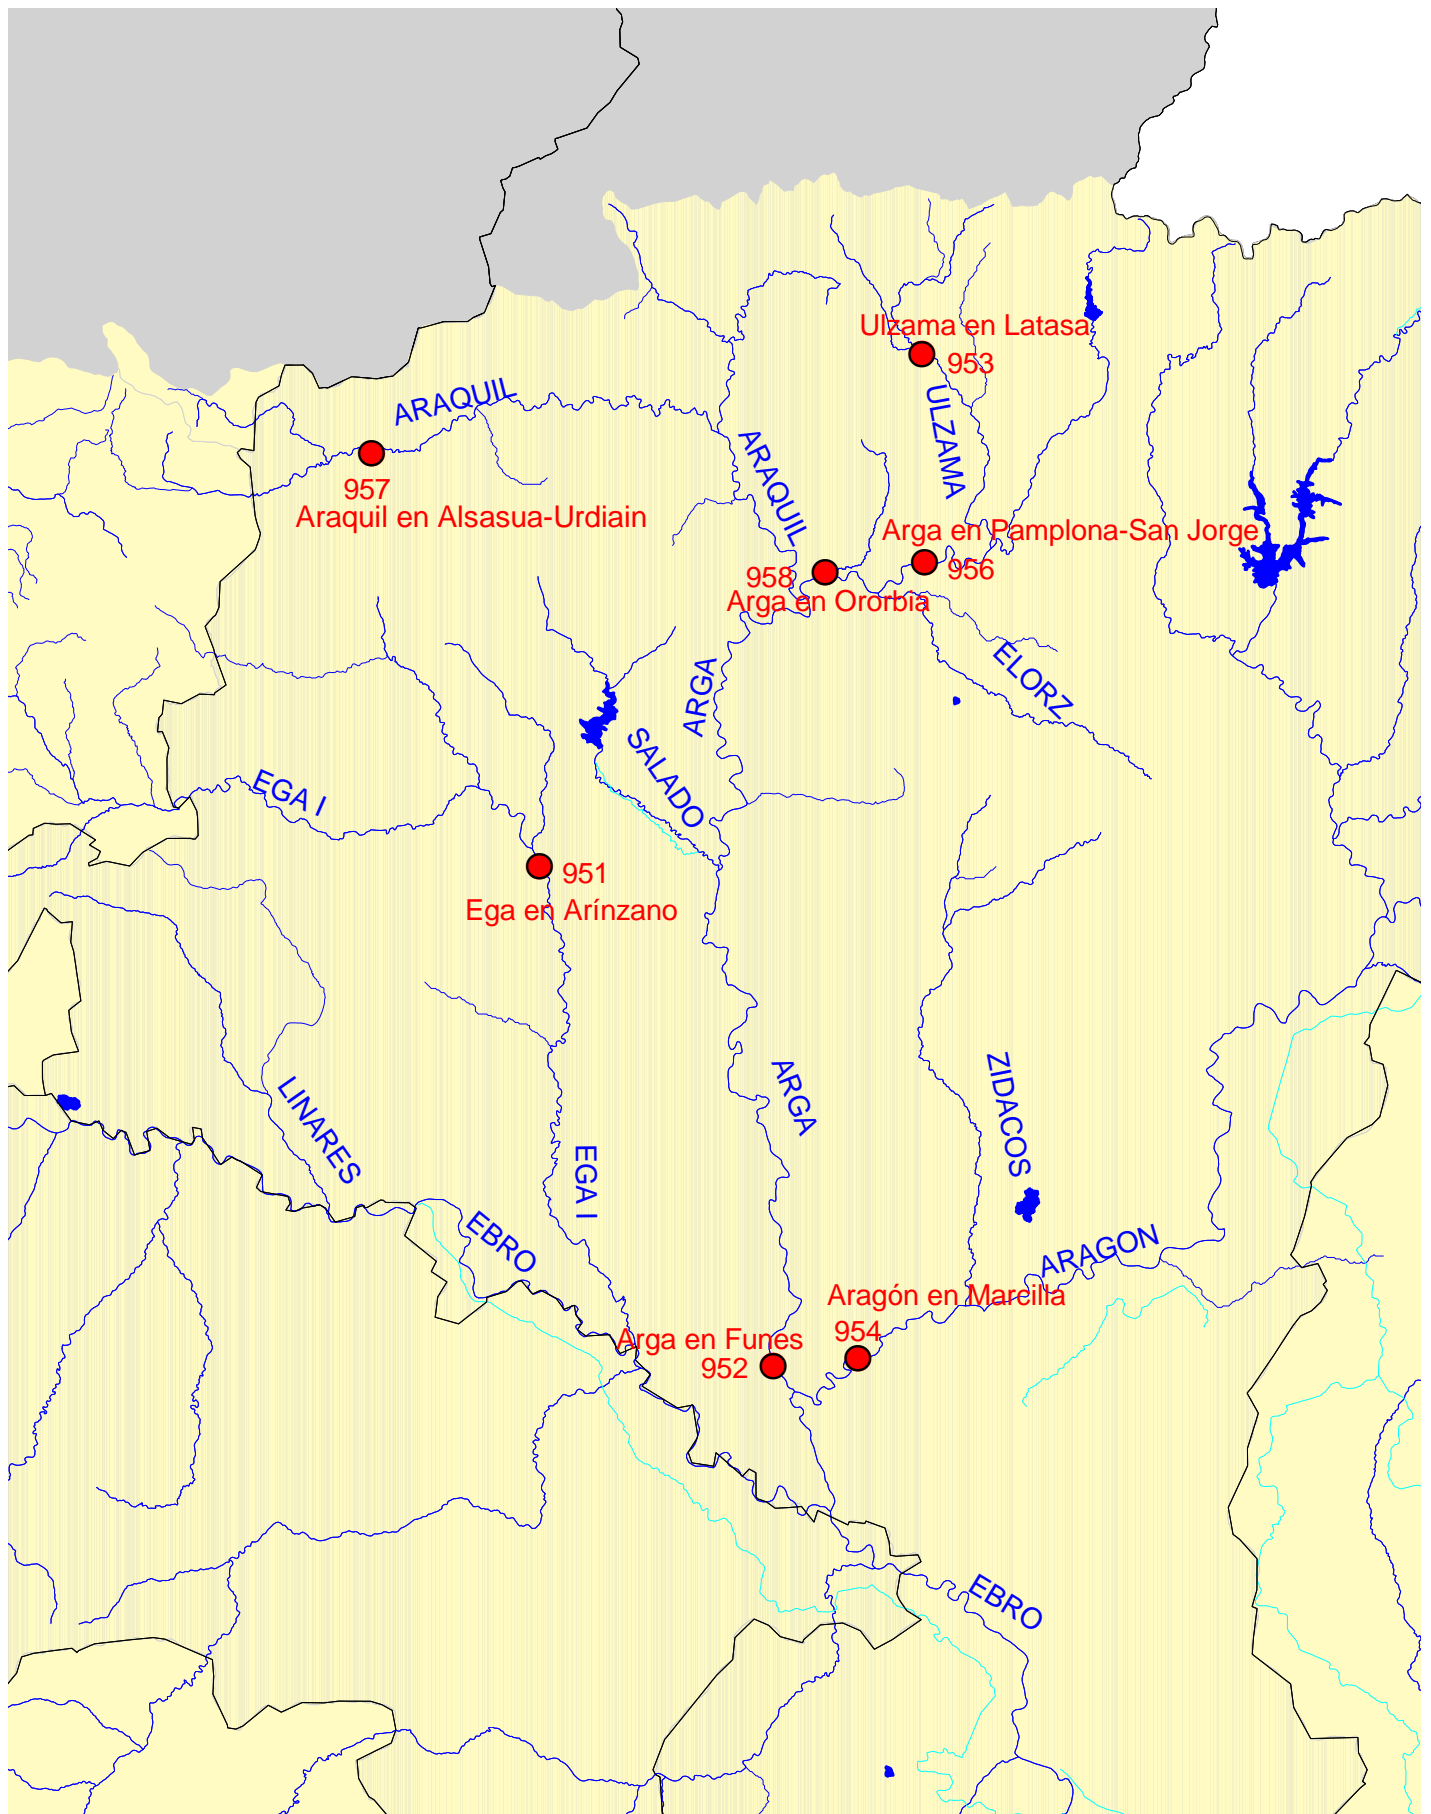 Ulzama en Latasa
953
ARAQUIL
ULZAMA
ARAQUIL
957
Araquil en Alsasua-Urdiain
Arga en Pamplona-San Jorge
956
958
Arga en Ororbia
ELORZ
ARGA
SALADO
EGA I
951
Ega en Arínzano
ZIDACOS
ARGA
LINARES
EGA I
EBRO
ARAGON
Aragón en Marcilla
954
Arga en Funes
952
EBRO